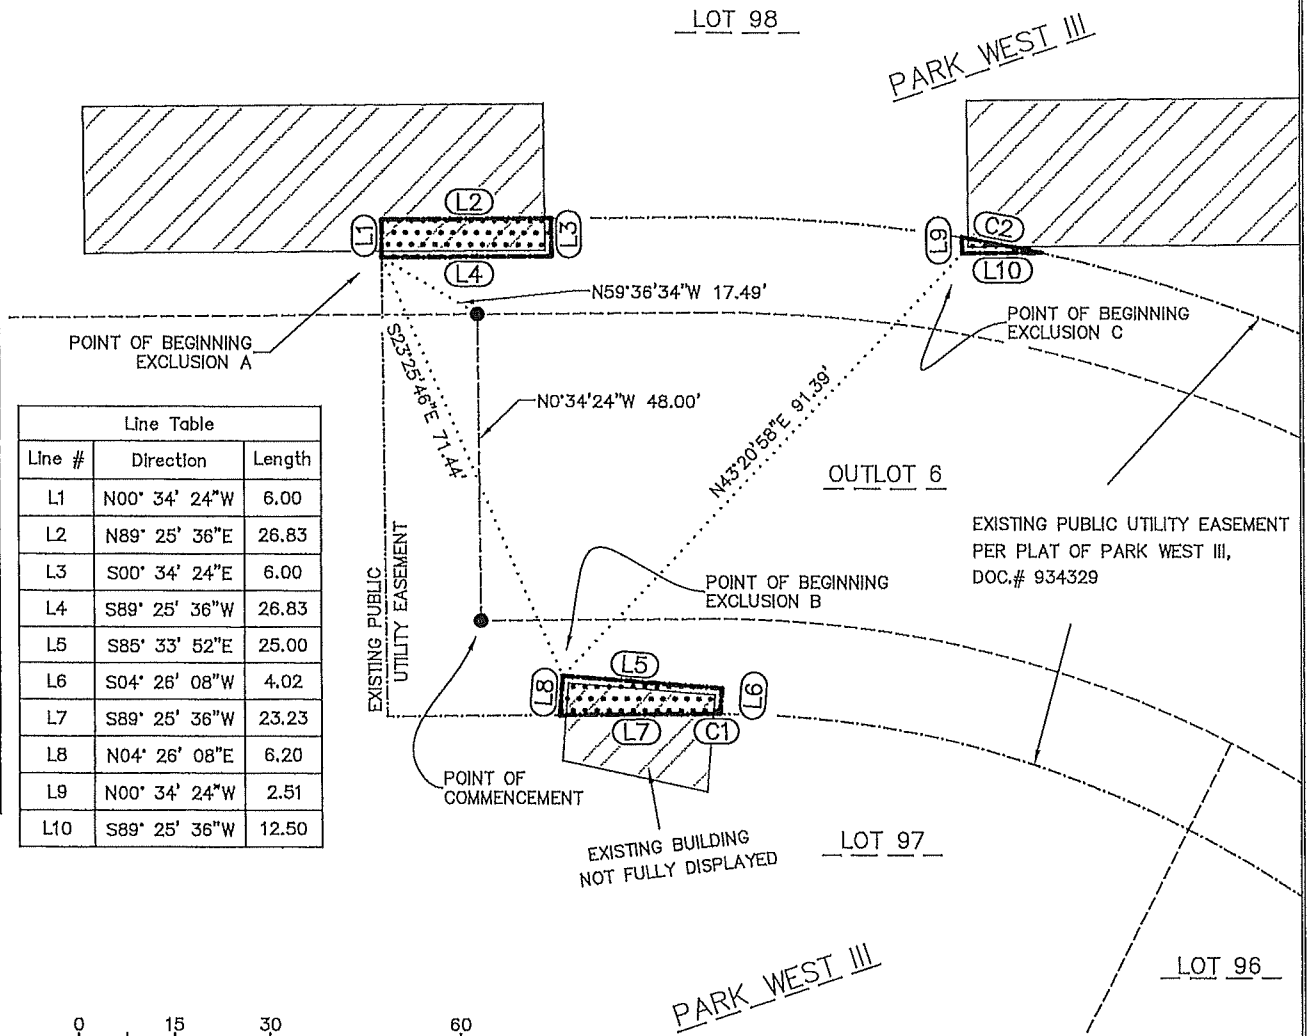 LOT 98
PARK WEST III
L1
L2
L3
L4
L9
C2
L10
N59°36'34"W 17.49'
POINT OF BEGINNING
EXCLUSION A
POINT OF BEGINNING
EXCLUSION C
S23°25'46"E 71.44'
N0°34'24"W 48.00'
N43°20'58"E 91.39'
OUTLOT 6
Line Table
Line # Direction Length
L1 N00° 34' 24"W 6.00
L2 N89° 25' 36"E 26.83
L3 S00° 34' 24"E 6.00
L4 S89° 25' 36"W 26.83
L5 S85° 33' 52"E 25.00
L6 S04° 26' 08"W 4.02
L7 S89° 25' 36"W 23.23
L8 N04° 26' 08"E 6.20
L9 N00° 34' 24"W 2.51
L10 S89° 25' 36"W 12.50
EXISTING PUBLIC
UTILITY EASEMENT
EXISTING PUBLIC UTILITY EASEMENT
PER PLAT OF PARK WEST III,
DOC.# 934329
POINT OF BEGINNING
EXCLUSION B
L5
L8
L6
L7
C1
POINT OF
COMMENCEMENT
EXISTING BUILDING
NOT FULLY DISPLAYED
LOT 97
LOT 96
PARK WEST III
0 15 30 60